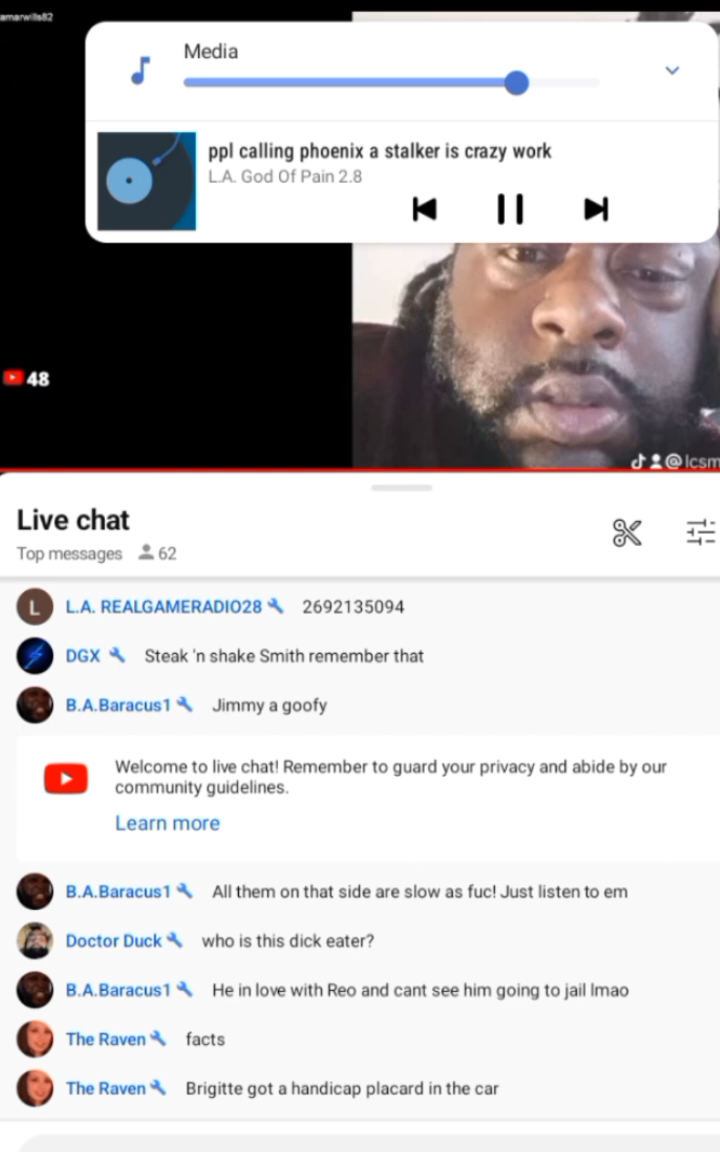 amarwills82
Media
ppl calling phoenix a stalker is crazy work
L.A. God Of Pain 2.8
48
@lcsm
Live chat
Top messages 62
L L.A. REALGAMERADIO28 2692135094
DGX Steak 'n shake Smith remember that
B.A.Baracus1 Jimmy a goofy
Welcome to live chat! Remember to guard your privacy and abide by our
community guidelines.
Learn more
B.A.Baracus1 All them on that side are slow as fuc! Just listen to em
Doctor Duck who is this dick eater?
B.A.Baracus1 He in love with Reo and cant see him going to jail lmao
The Raven facts
The Raven Brigitte got a handicap placard in the car